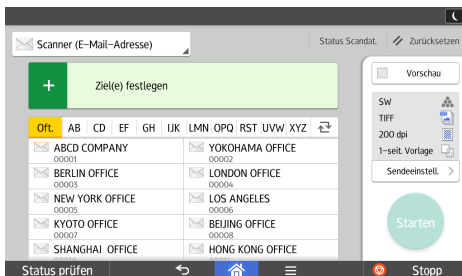 Scanner (E-Mail-Adresse)
Status Scandat.
Zurücksetzen
+ Ziel(e) festlegen
Vorschau
SW
TIFF
200 dpi
1-seit. Vorlage
Sendeeinstell. >
Starten
Oft. AB CD EF GH IJK LMN OPQ RST UVW XYZ
ABCD COMPANY
00001
YOKOHAMA OFFICE
00002
BERLIN OFFICE
00003
LONDON OFFICE
00004
NEW YORK OFFICE
00005
LOS ANGELES
00006
KYOTO OFFICE
00007
BEIJING OFFICE
00008
SHANGHAI OFFICE
HONG KONG OFFICE
Status prüfen
Stopp